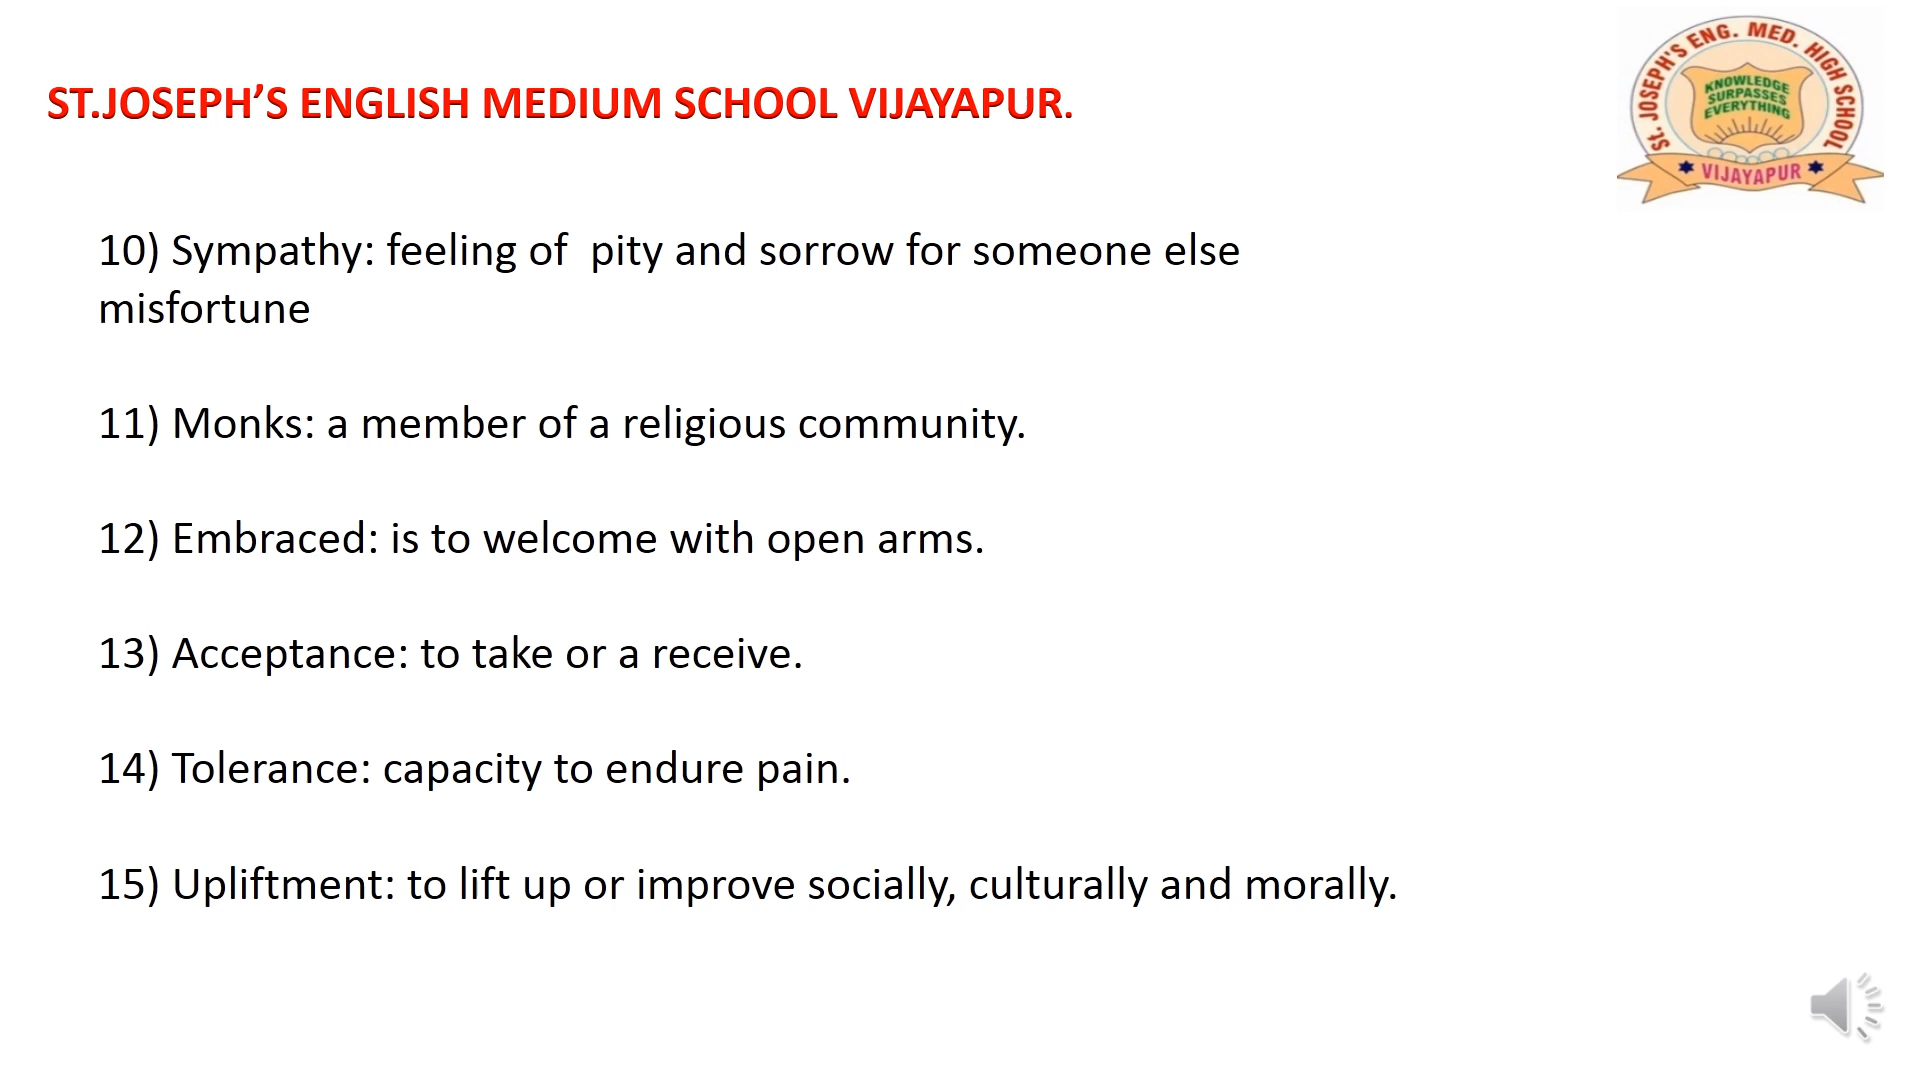 ST.JOSEPH’S ENGLISH MEDIUM SCHOOL VIJAYAPUR.
St. JOSEPH'S ENG. MED. HIGH SCHOOL
KNOWLEDGE
SURPASSES
EVERYTHING
VIJAYAPUR
10) Sympathy: feeling of  pity and sorrow for someone else
misfortune
11) Monks: a member of a religious community.
12) Embraced: is to welcome with open arms.
13) Acceptance: to take or a receive.
14) Tolerance: capacity to endure pain.
15) Upliftment: to lift up or improve socially, culturally and morally.